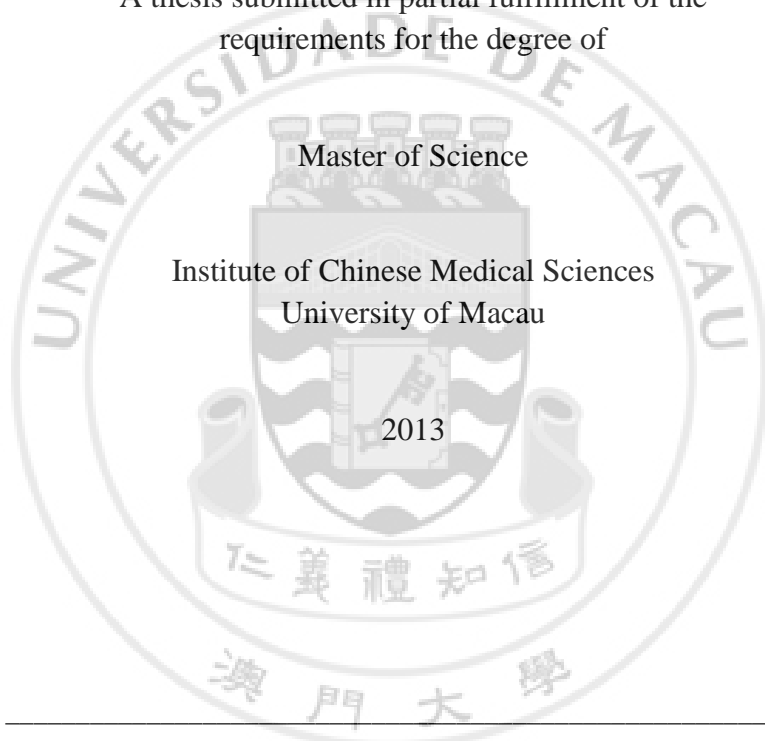 A thesis submitted in partial fulfillment of the
requirements for the degree of
Master of Science
Institute of Chinese Medical Sciences
University of Macau
2013
UNIVERSIDADE DE MACAU
仁義禮知信
澳門大學